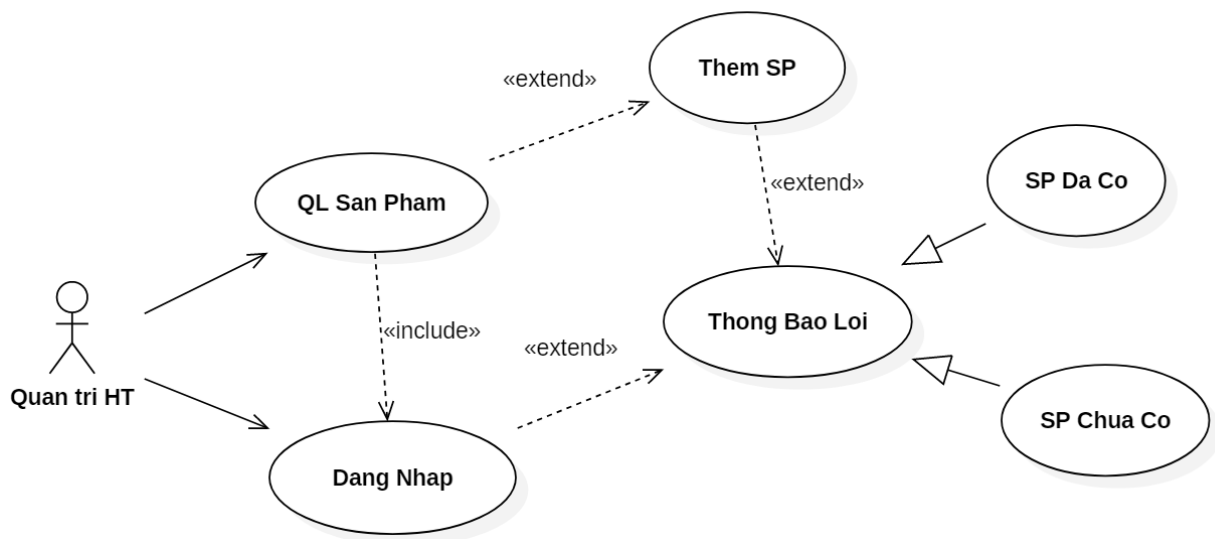 Them SP
«extend»
SP Da Co
«extend»
QL San Pham
Thong Bao Loi
«include»
«extend»
Quan tri HT
SP Chua Co
Dang Nhap